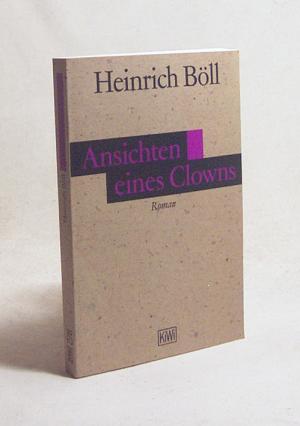 Heinrich Böll
Ansichten
eines Clowns
Roman
KiWi